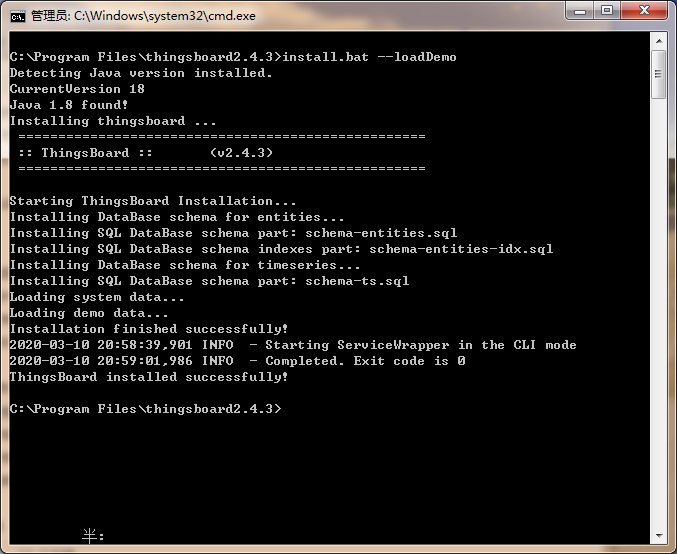 管理员: C:\Windows\system32\cmd.exe
C:\Program Files\thingsboard2.4.3>install.bat --loadDemo
Detecting Java version installed.
CurrentVersion 18
Java 1.8 found!
Installing thingsboard ...
===================================================
:: ThingsBoard ::       (v2.4.3)
===================================================
Starting ThingsBoard Installation...
Installing DataBase schema for entities...
Installing SQL DataBase schema part: schema-entities.sql
Installing SQL DataBase schema indexes part: schema-entities-idx.sql
Installing DataBase schema for timeseries...
Installing SQL DataBase schema part: schema-ts.sql
Loading system data...
Loading demo data...
Installation finished successfully!
2020-03-10 20:58:39,901 INFO  - Starting ServiceWrapper in the CLI mode
2020-03-10 20:59:01,986 INFO  - Completed. Exit code is 0
ThingsBoard installed successfully!
C:\Program Files\thingsboard2.4.3>
半: